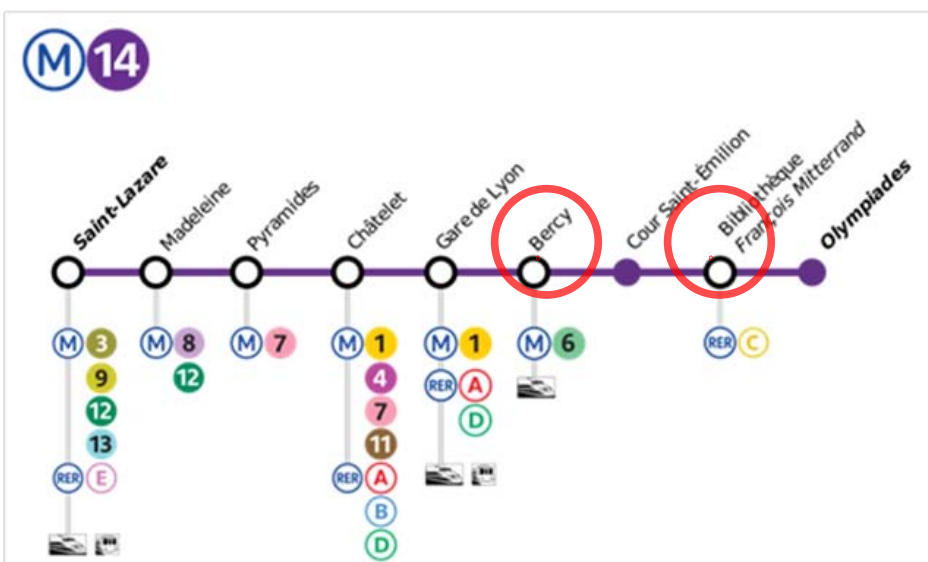 M 14
Saint-Lazare
Madeleine
Pyramides
Châtelet
Gare de Lyon
Bercy
Cour Saint-Émilion
Bibliothèque
François Mitterrand
Olympiades
M 3
9
12
13
RER E
M 8
12
M 7
M 1
4
7
11
RER A
B
D
M 1
RER A
D
M 6
RER C